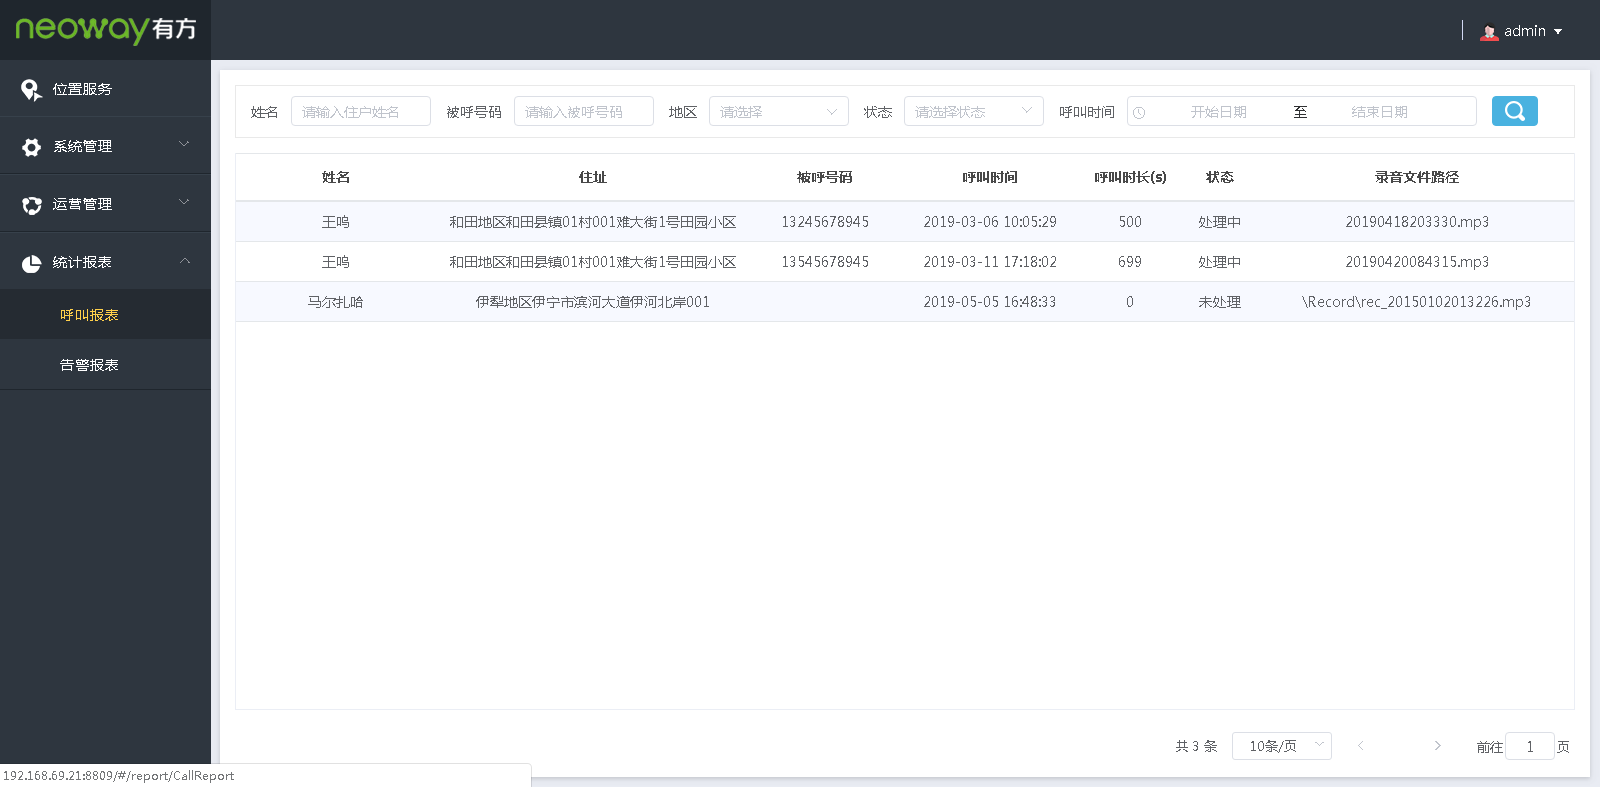 neoway有方
admin
位置服务
系统管理
运营管理
统计报表
呼叫报表
告警报表
姓名 请输入住户姓名 被呼号码 请输入被呼号码 地区 请选择 状态 请选择状态 呼叫时间 开始日期 至 结束日期
姓名 住址 被呼号码 呼叫时间 呼叫时长(s) 状态 录音文件路径
王鸣 和田地区和田县镇01村001难大街1号田园小区 13245678945 2019-03-06 10:05:29 500 处理中 20190418203330.mp3
王鸣 和田地区和田县镇01村001难大街1号田园小区 13545678945 2019-03-11 17:18:02 699 处理中 20190420084315.mp3
马尔扎哈 伊犁地区伊宁市滨河大道伊河北岸001 2019-05-05 16:48:33 0 未处理 \Record\rec_20150102013226.mp3
共 3 条 10条/页 前往 1 页
192.168.69.21:8809/#/report/CallReport